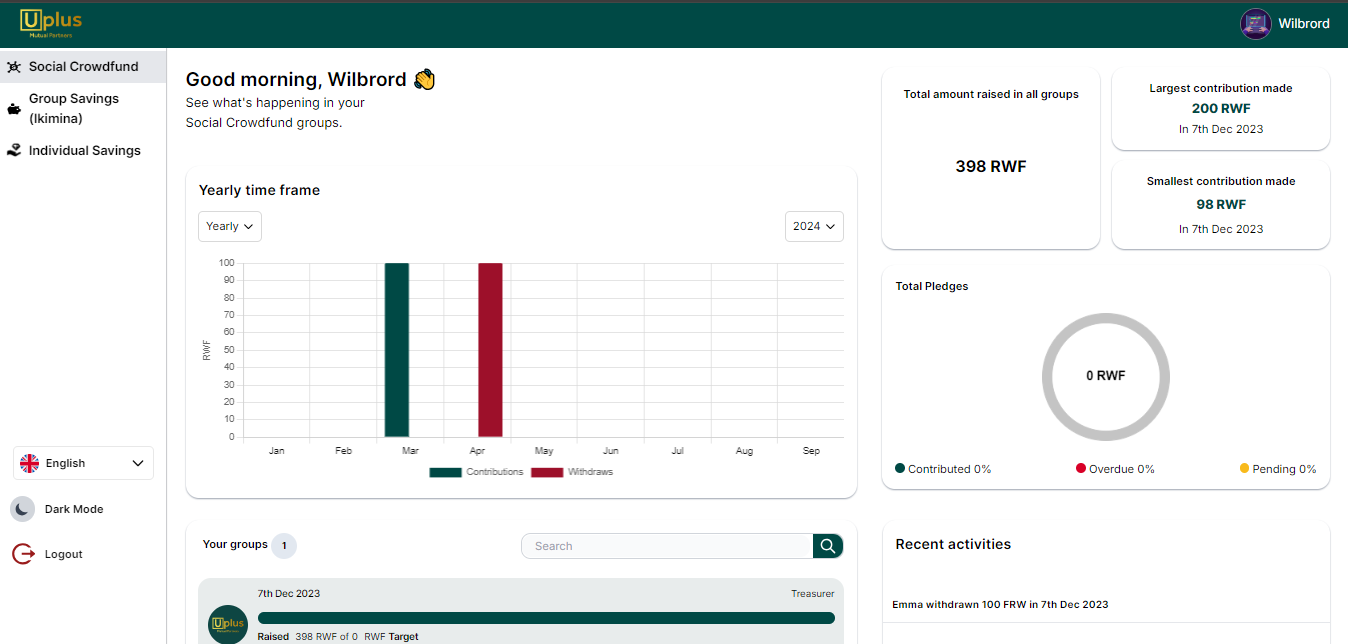 Uplus
Mutual Partners
Wilbrord
Social Crowdfund
Group Savings
(Ikimina)
Individual Savings
English
Dark Mode
Logout
Good morning, Wilbrord 👋
See what's happening in your
Social Crowdfund groups.
Yearly time frame
Yearly
2024
100
90
80
70
60
50
40
30
20
10
0
RWF
Jan Feb Mar Apr May Jun Jul Aug Sep
Contributions Withdraws
Total amount raised in all groups
398 RWF
Largest contribution made
200 RWF
In 7th Dec 2023
Smallest contribution made
98 RWF
In 7th Dec 2023
Total Pledges
0 RWF
Contributed 0% Overdue 0% Pending 0%
Your groups 1
Search
7th Dec 2023 Treasurer
Uplus
Raised 398 RWF of 0 RWF Target
Recent activities
Emma withdrawn 100 FRW in 7th Dec 2023